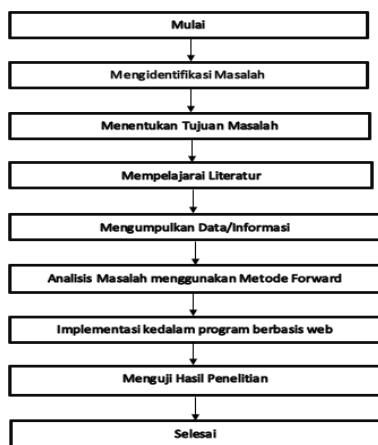 Mulai
Mengidentifikasi Masalah
Menentukan Tujuan Masalah
Mempelajarai Literatur
Mengumpulkan Data/Informasi
Analisis Masalah menggunakan Metode Forward
Implementasi kedalam program berbasis web
Menguji Hasil Penelitian
Selesai